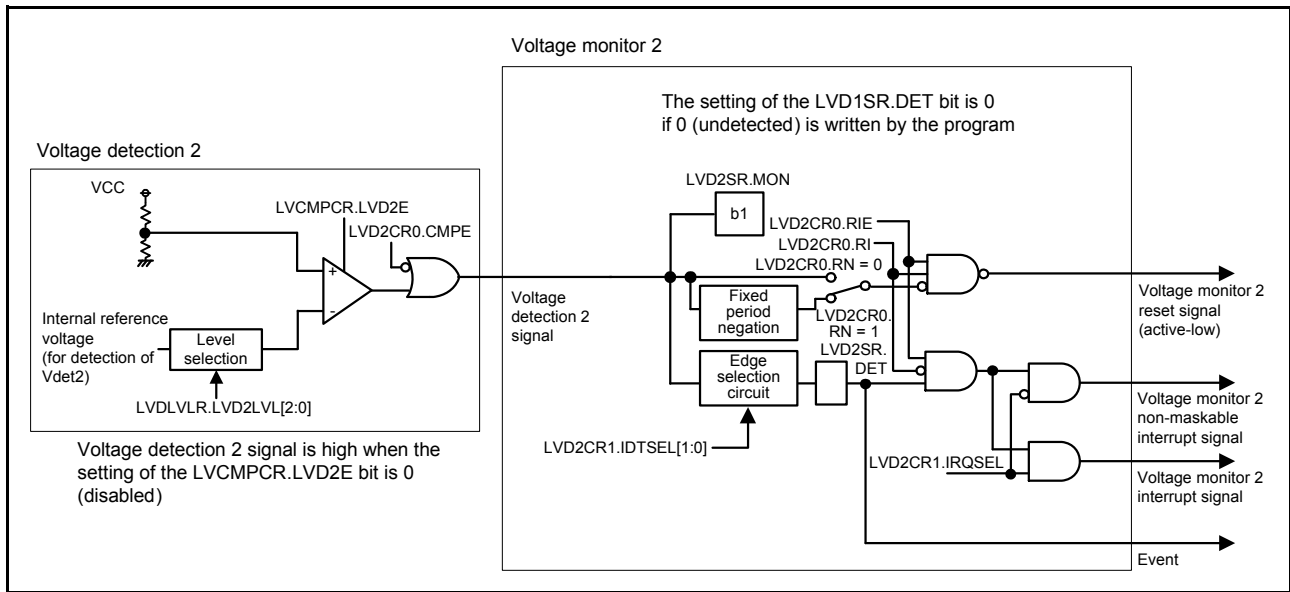 Voltage monitor 2
The setting of the LVD1SR.DET bit is 0
if 0 (undetected) is written by the program
Voltage detection 2
VCC
LVCMPCR.LVD2E
LVD2CR0.CMPE
+
-
Internal reference
voltage
(for detection of
Vdet2)
Level
selection
LVDLVLR.LVD2LVL[2:0]
Voltage detection 2 signal is high when the
setting of the LVCMPCR.LVD2E bit is 0
(disabled)
Voltage
detection 2
signal
LVD2SR.MON
b1
LVD2CR0.RIE
LVD2CR0.RI
LVD2CR0.RN = 0
Fixed
period
negation
LVD2CR0.
RN = 1
LVD2SR.
DET
Edge
selection
circuit
LVD2CR1.IDTSEL[1:0]
LVD2CR1.IRQSEL
Voltage monitor 2
reset signal
(active-low)
Voltage monitor 2
non-maskable
interrupt signal
Voltage monitor 2
interrupt signal
Event